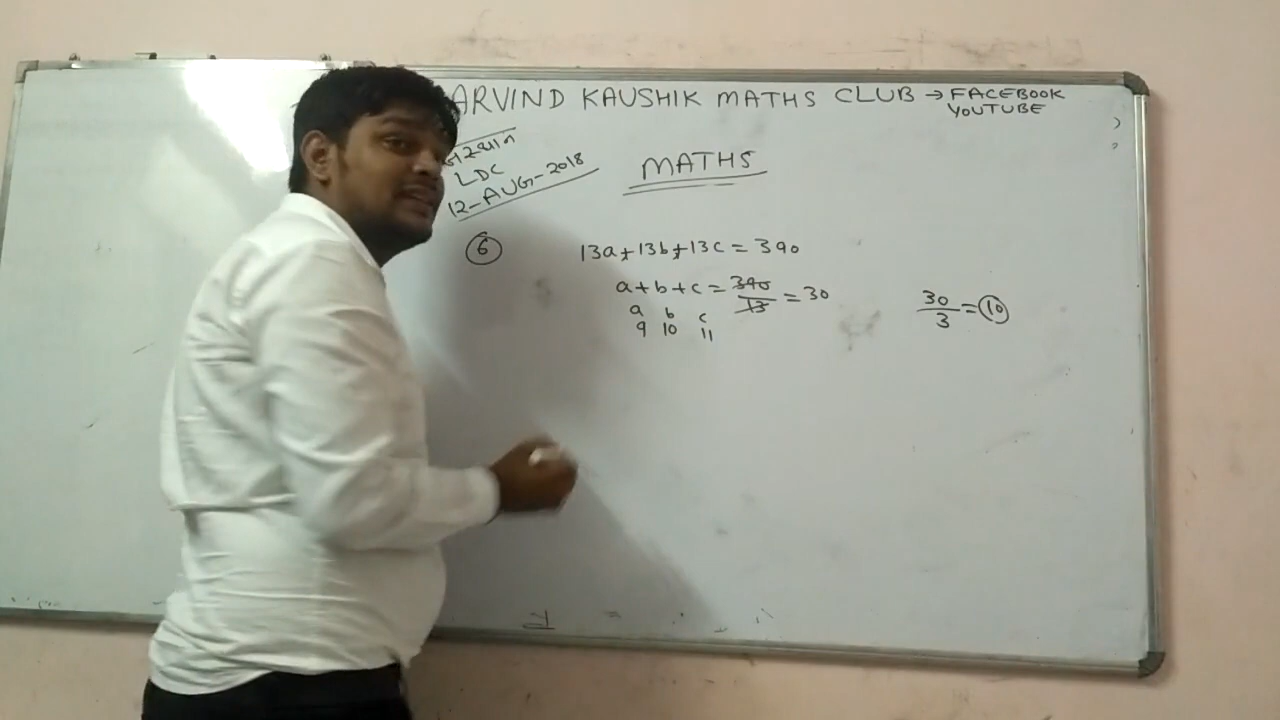 ARVIND KAUSHIK MATHS CLUB → FACEBOOK
YOUTUBE
LDC
12-AUG-2018
MATHS
6
13a+13b+13c=390
a+b+c=390/13=30
a b c
9 10 11
30/3=10